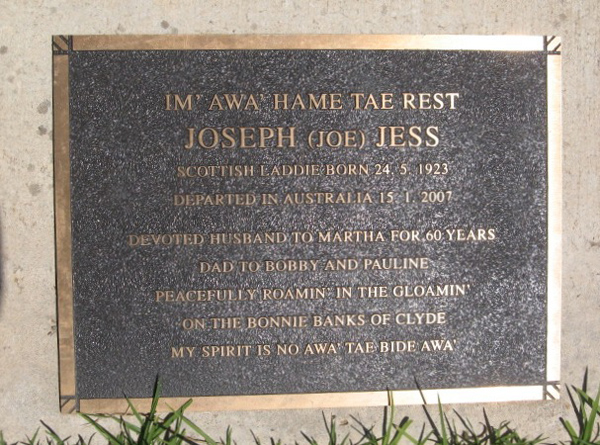 IM' AWA' HAME TAE REST
JOSEPH (JOE) JESS
SCOTTISH LADDIE BORN 24. 5. 1923
DEPARTED IN AUSTRALIA 15. 1. 2007
DEVOTED HUSBAND TO MARTHA FOR 60 YEARS
DAD TO BOBBY AND PAULINE
PEACEFULLY ROAMIN' IN THE GLOAMIN'
ON THE BONNIE BANKS OF CLYDE
MY SPIRIT IS NO AWA' TAE BIDE AWA'